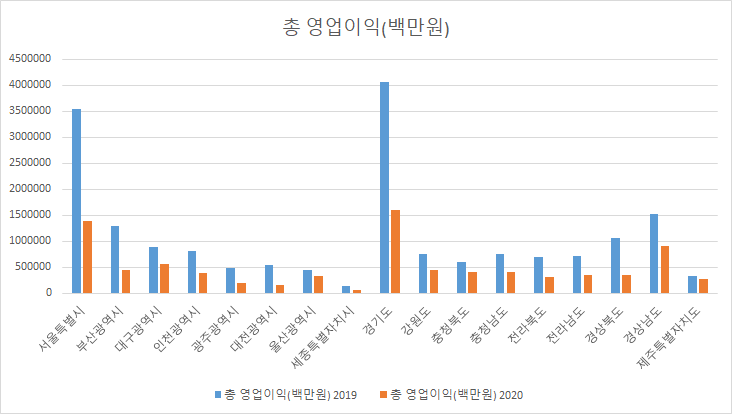 총 영업이익(백만원)
4500000
4000000
3500000
3000000
2500000
2000000
1500000
1000000
500000
0
서울특별시
부산광역시
대구광역시
인천광역시
광주광역시
대전광역시
울산광역시
세종특별자치시
경기도
강원도
충청북도
충청남도
전라북도
전라남도
경상북도
경상남도
제주특별자치도
총 영업이익(백만원) 2019
총 영업이익(백만원) 2020